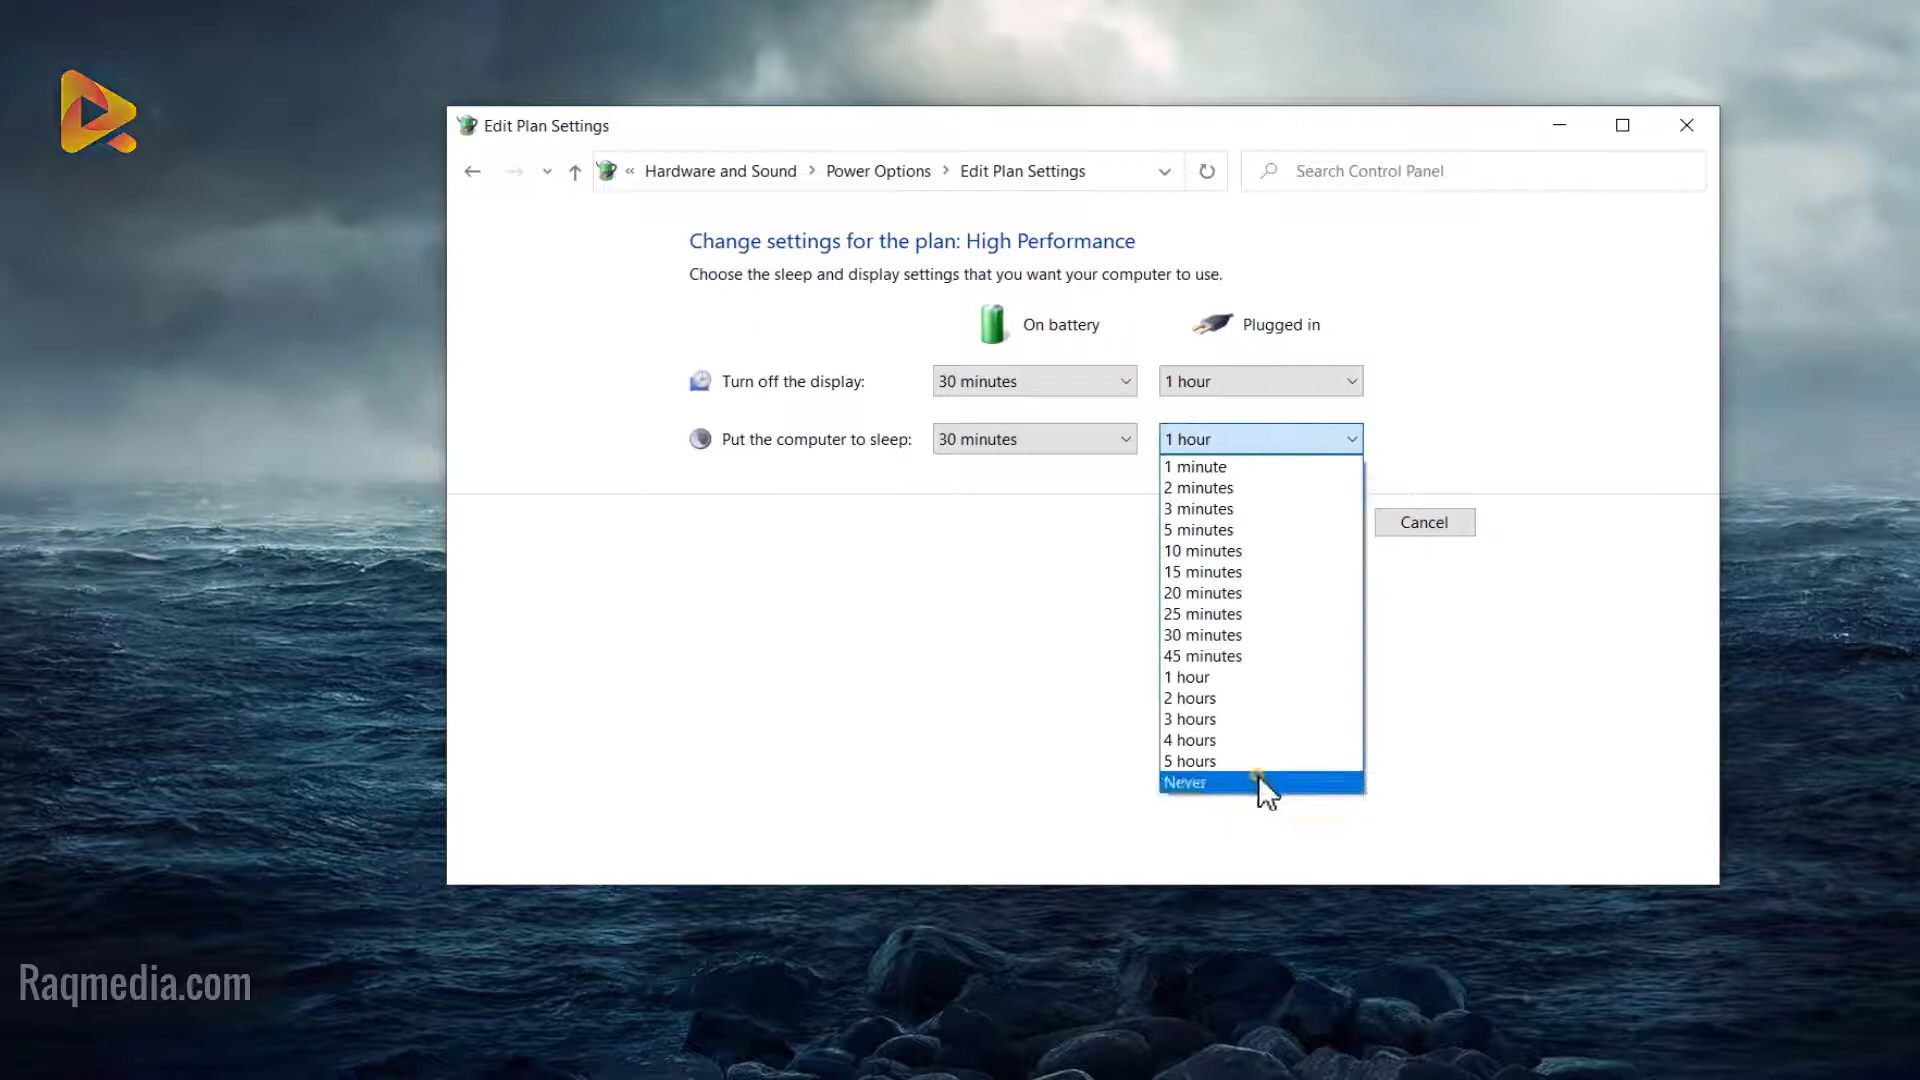 Edit Plan Settings
« Hardware and Sound > Power Options > Edit Plan Settings
Search Control Panel
Change settings for the plan: High Performance
Choose the sleep and display settings that you want your computer to use.
On battery Plugged in
Turn off the display: 30 minutes 1 hour
Put the computer to sleep: 30 minutes 1 hour
1 minute
2 minutes
3 minutes
5 minutes
10 minutes
15 minutes
20 minutes
25 minutes
30 minutes
45 minutes
1 hour
2 hours
3 hours
4 hours
5 hours
Never
Cancel
Raqmedia.com